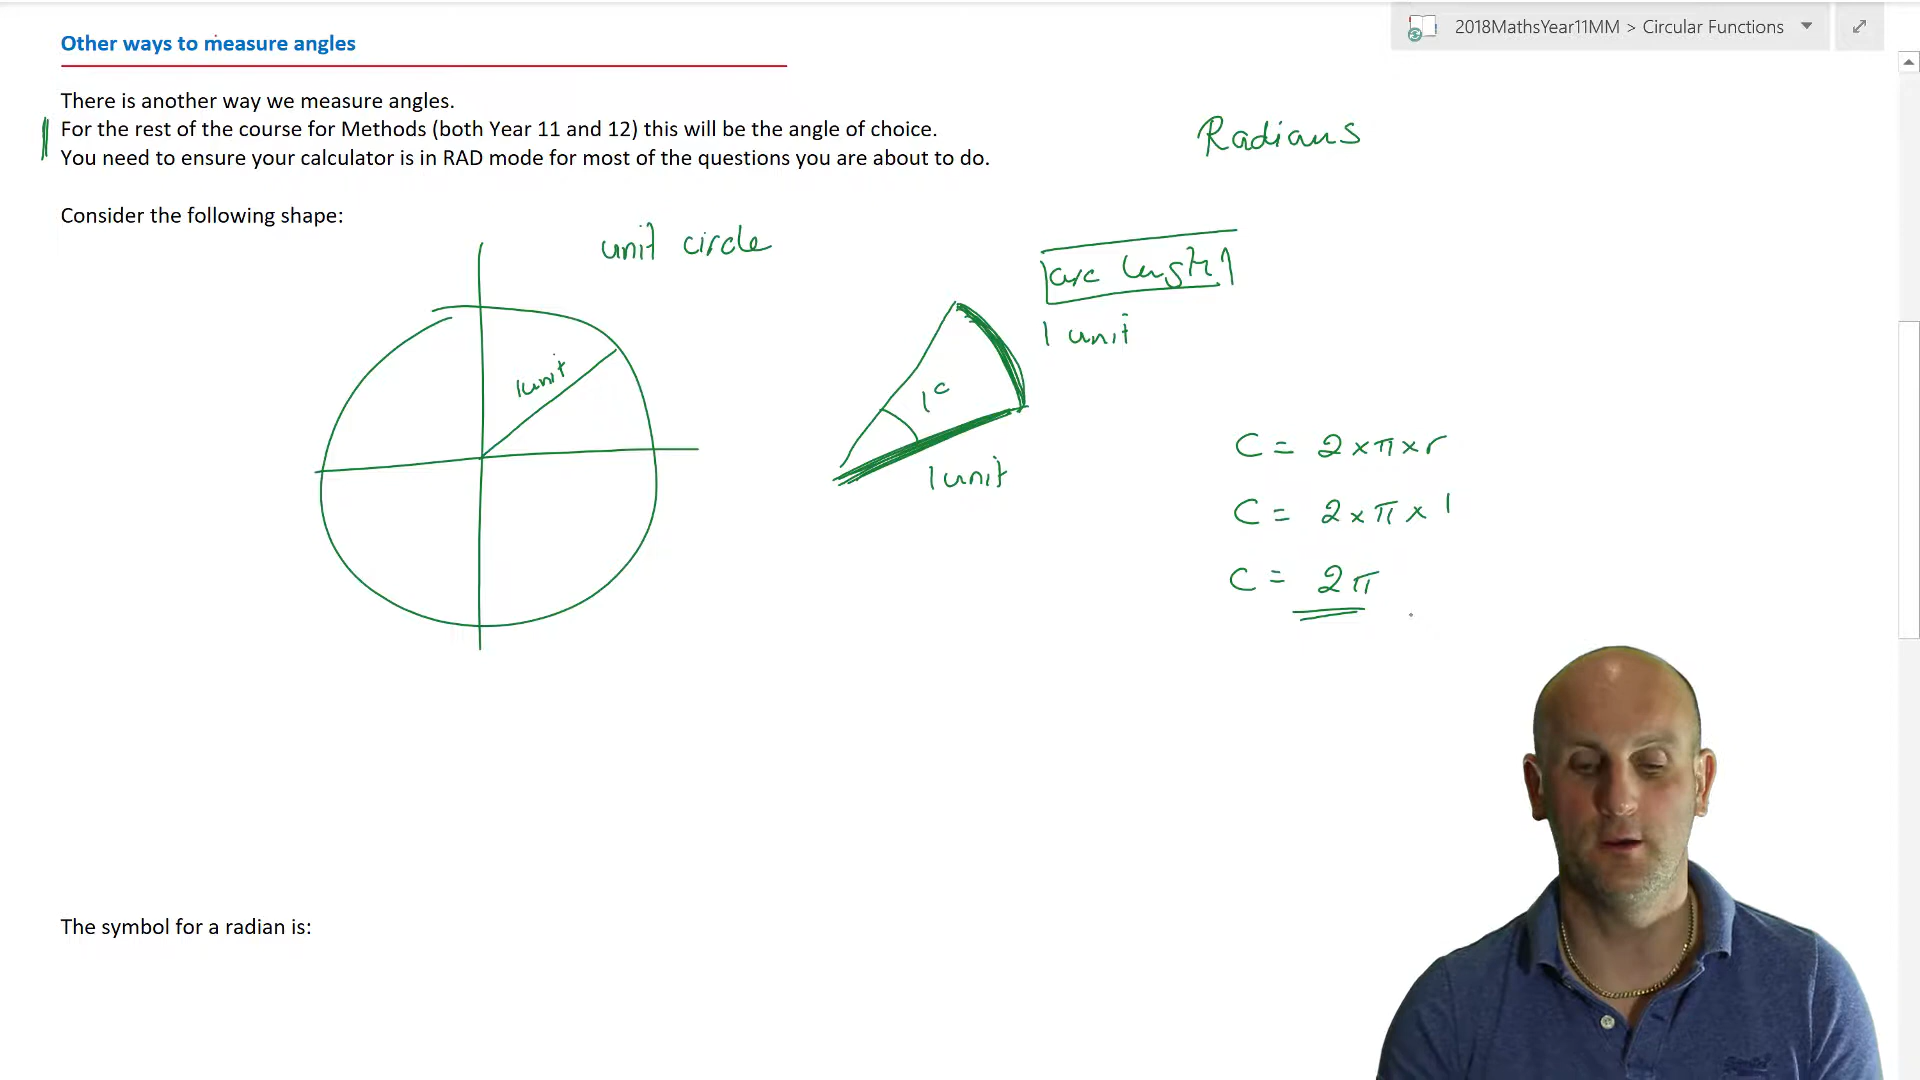 2018MathsYear11MM > Circular Functions
Other ways to measure angles
There is another way we measure angles.
For the rest of the course for Methods (both Year 11 and 12) this will be the angle of choice.
You need to ensure your calculator is in RAD mode for most of the questions you are about to do.
Radians
Consider the following shape:
unit circle
1unit
arc length
1 unit
1ᶜ
1unit
C = 2×π×r
C = 2×π×1
C = 2π
The symbol for a radian is: